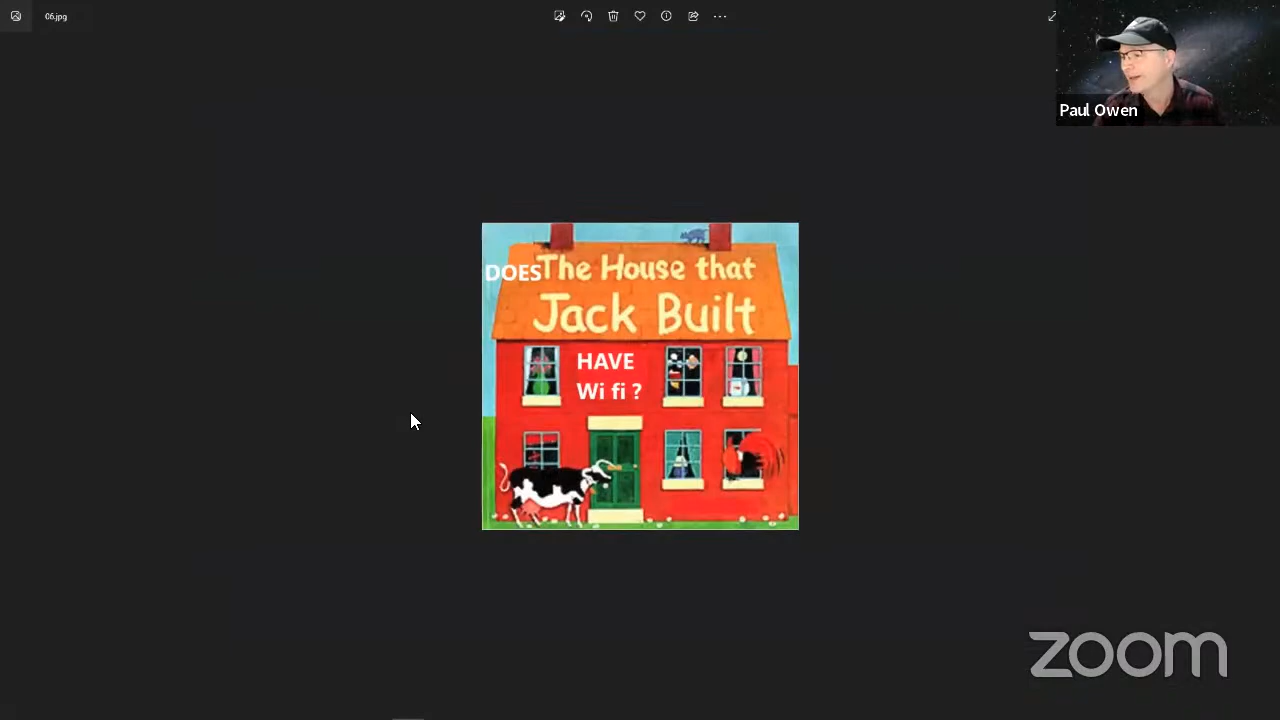 06.jpg
Paul Owen
DOES The House that
Jack Built
HAVE
Wi fi ?
zoom